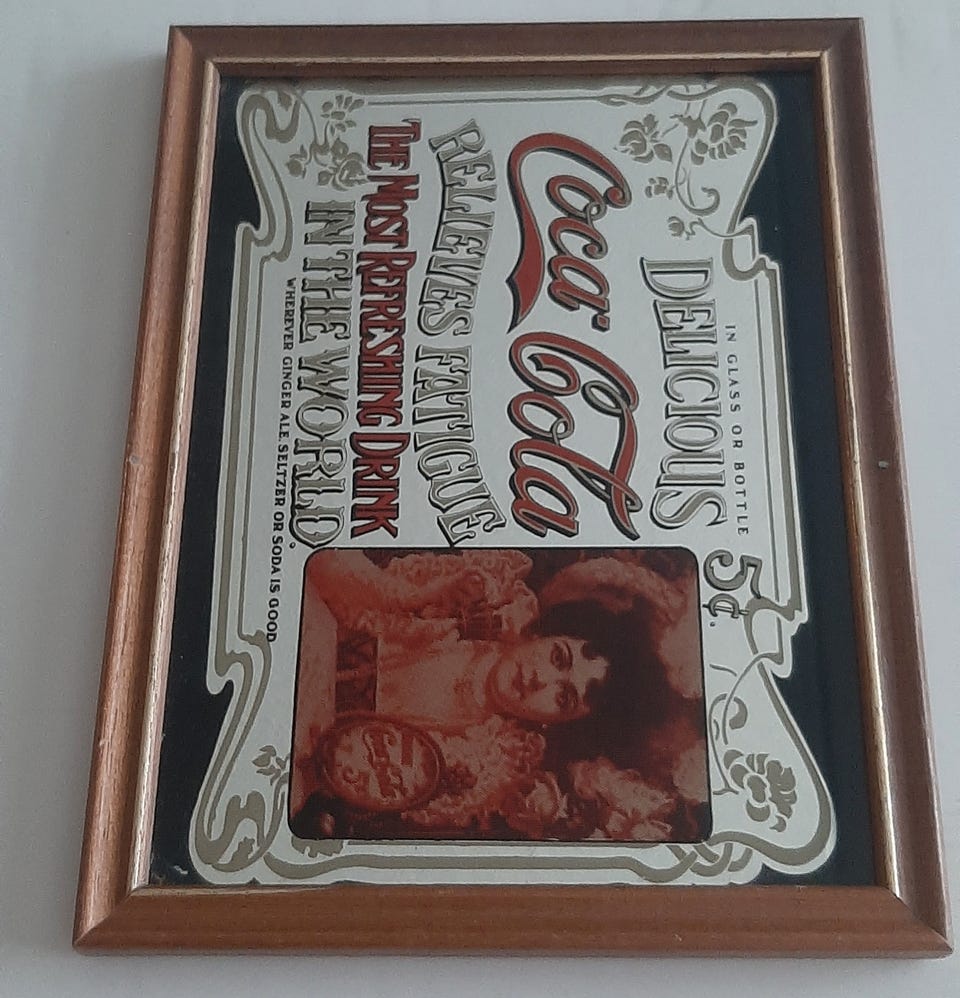 IN GLASS OR BOTTLE 5¢.
DELICIOUS
Coca-Cola
RELIEVES FATIGUE
THE MOST REFRESHING DRINK
IN THE WORLD.
WHEREVER GINGER ALE, SELTZER OR SODA IS GOOD